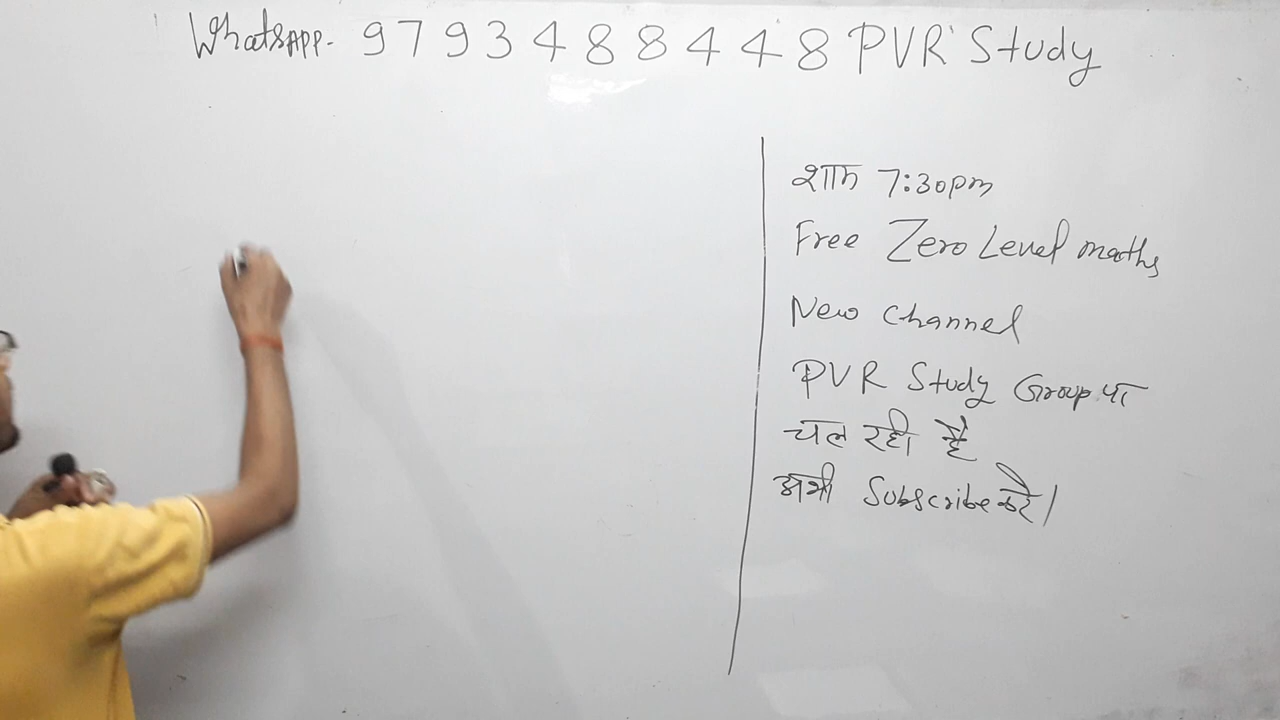 WhatsAPP- 9793488448 PVR Study
शाम 7:30pm
Free Zero Level maths
New Channel
PVR Study Group पर
चल रही है
अभी Subscribe करे।